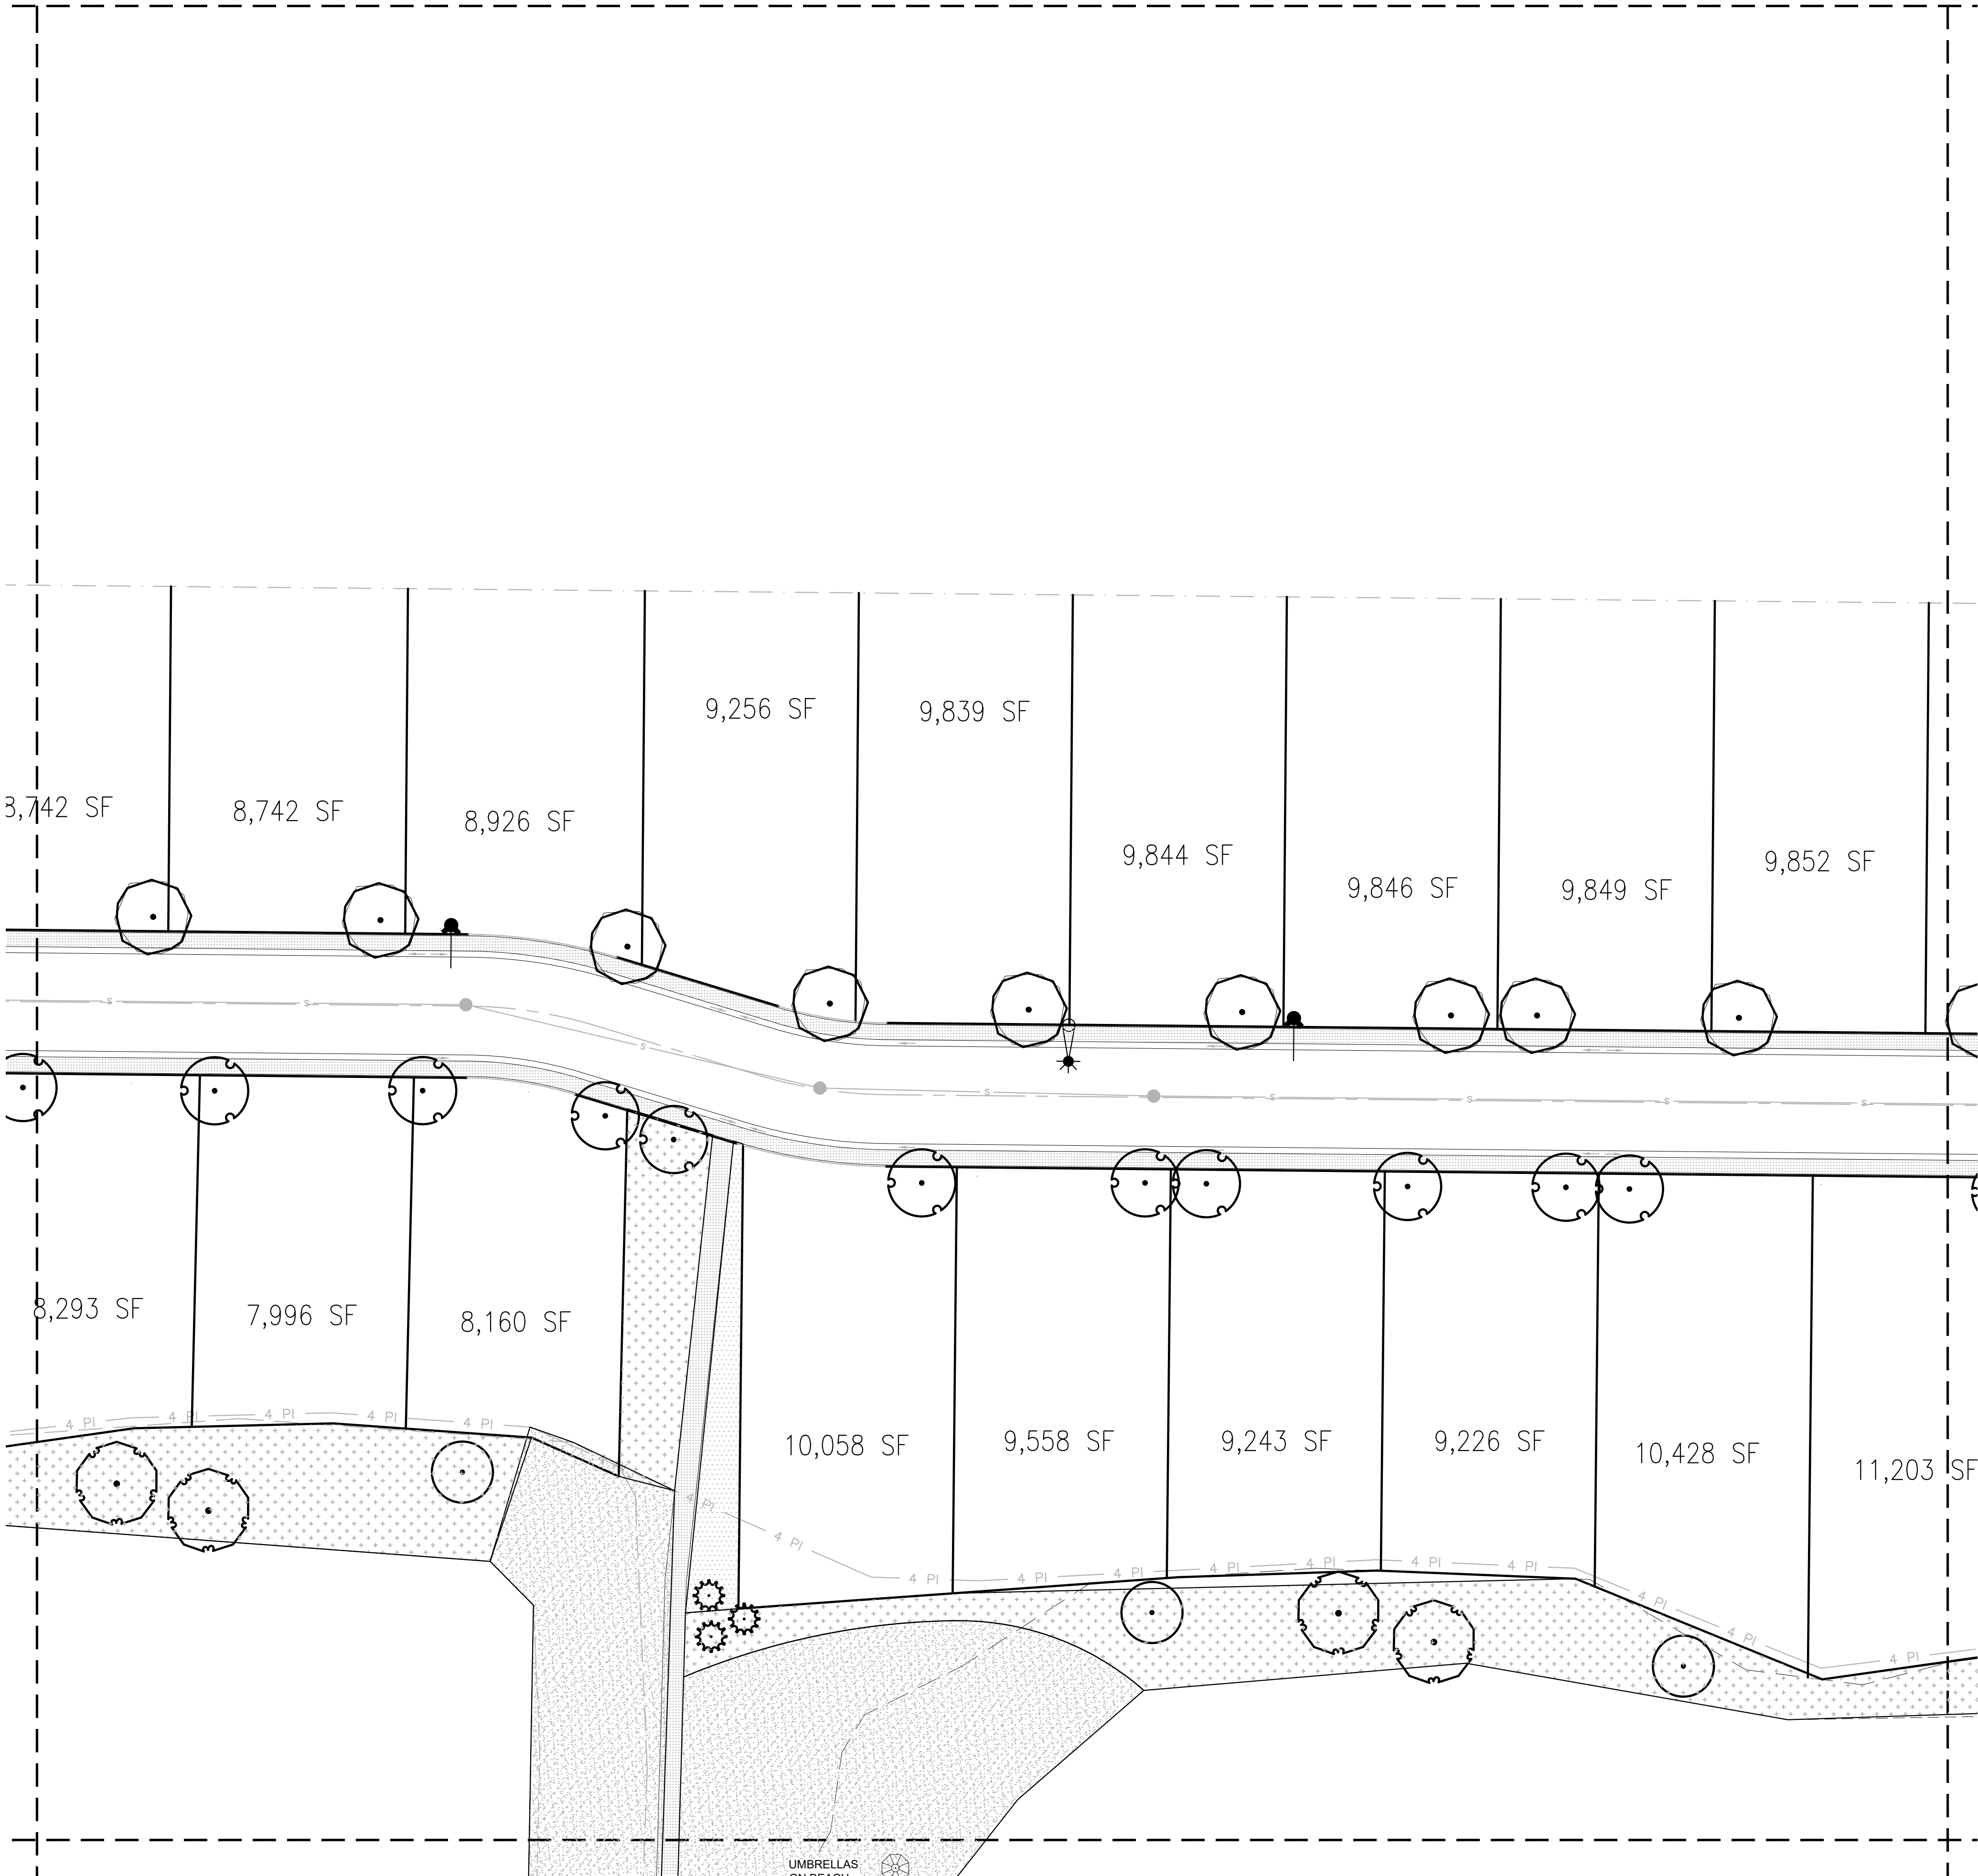 9,256 SF
9,839 SF
8,742 SF
8,742 SF
8,926 SF
9,844 SF
9,846 SF
9,849 SF
9,852 SF
s
s
s
s
s
s
s
s
8,293 SF
7,996 SF
8,160 SF
4 PI
4 PI
4 PI
4 PI
4 PI
10,058 SF
9,558 SF
9,243 SF
9,226 SF
10,428 SF
11,203 SF
4 PI
4 PI
4 PI
4 PI
4 PI
4 PI
4 PI
4 PI
4 PI
4 PI
4 PI
4 PI
UMBRELLAS
ON BEACH